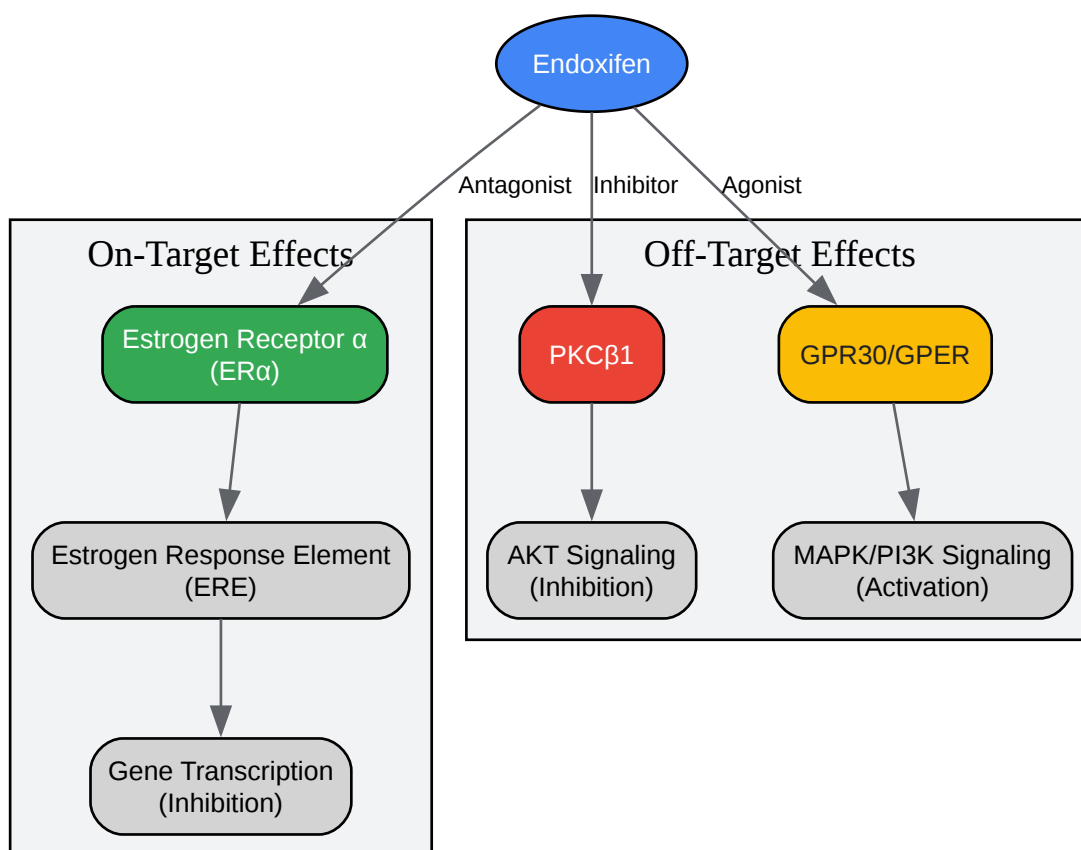 Endoxifen
Antagonist
Inhibitor
Agonist
On-Target Effects
Off-Target Effects
Estrogen Receptor α
(ERα)
PKCβ1
GPR30/GPER
Estrogen Response Element
(ERE)
AKT Signaling
(Inhibition)
MAPK/PI3K Signaling
(Activation)
Gene Transcription
(Inhibition)